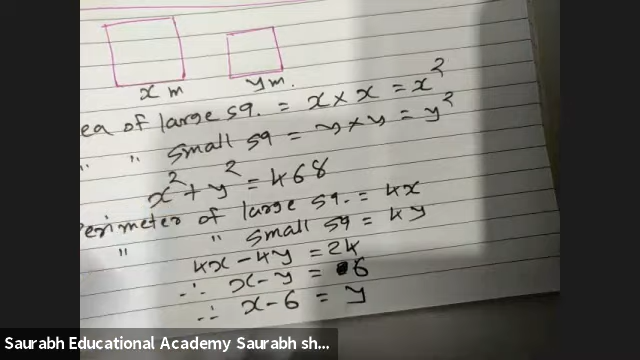 x m
y m.
ea of large sq. = x × x = x²
" " small sq = y × y = y²
x² + y² = 468
Perimeter of large sq. = 4x
" " small sq = 4y
4x - 4y = 24
∴ x - y = 6
∴ x - 6 = y
Saurabh Educational Academy Saurabh sh...